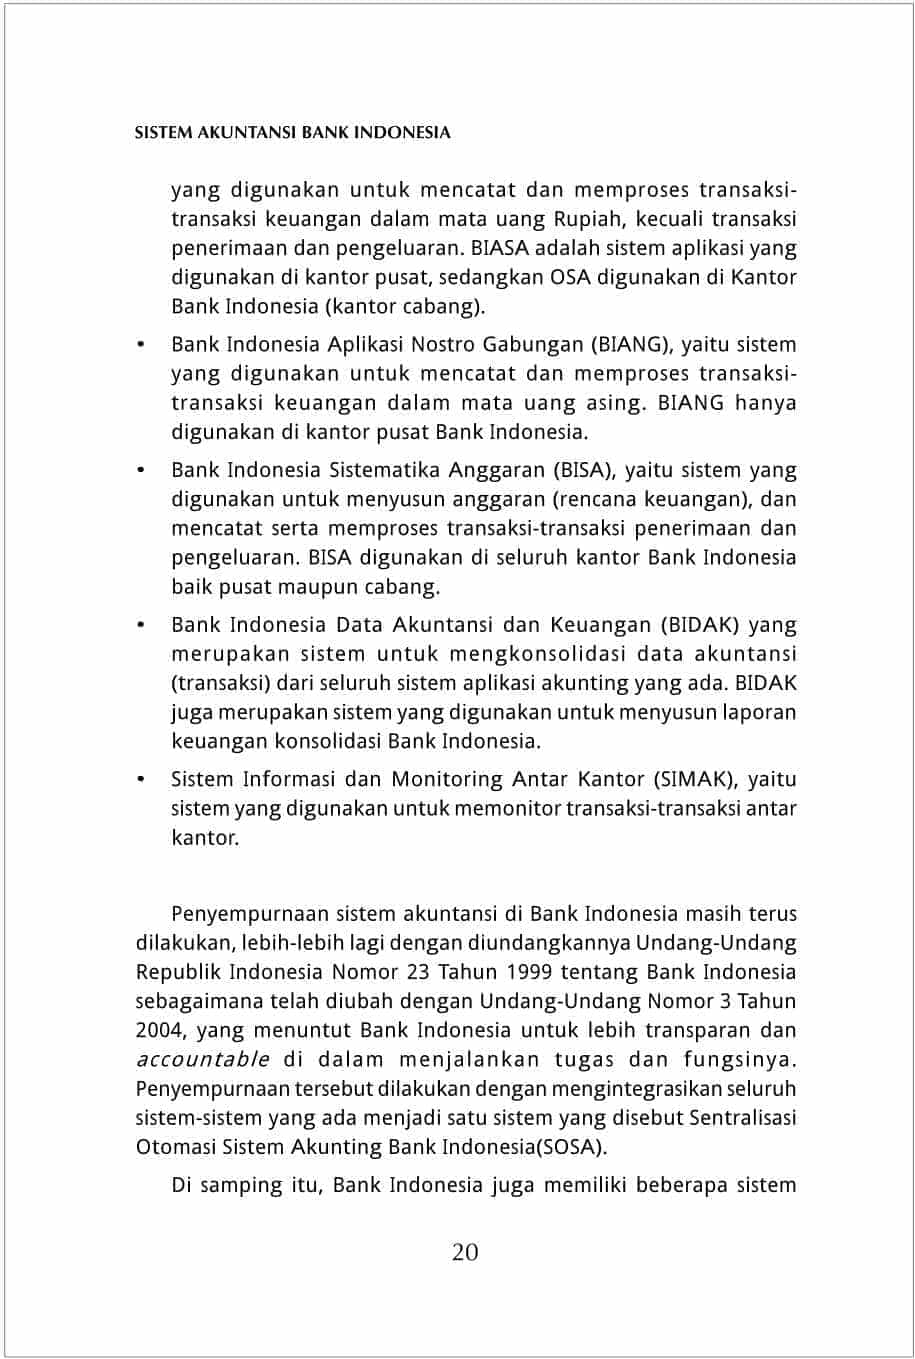 SISTEM AKUNTANSI BANK INDONESIA
yang digunakan untuk mencatat dan memproses transaksi-
transaksi keuangan dalam mata uang Rupiah, kecuali transaksi
penerimaan dan pengeluaran. BIASA adalah sistem aplikasi yang
digunakan di kantor pusat, sedangkan OSA digunakan di Kantor
Bank Indonesia (kantor cabang).
• Bank Indonesia Aplikasi Nostro Gabungan (BIANG), yaitu sistem
yang digunakan untuk mencatat dan memproses transaksi-
transaksi keuangan dalam mata uang asing. BIANG hanya
digunakan di kantor pusat Bank Indonesia.
• Bank Indonesia Sistematika Anggaran (BISA), yaitu sistem yang
digunakan untuk menyusun anggaran (rencana keuangan), dan
mencatat serta memproses transaksi-transaksi penerimaan dan
pengeluaran. BISA digunakan di seluruh kantor Bank Indonesia
baik pusat maupun cabang.
• Bank Indonesia Data Akuntansi dan Keuangan (BIDAK) yang
merupakan sistem untuk mengkonsolidasi data akuntansi
(transaksi) dari seluruh sistem aplikasi akunting yang ada. BIDAK
juga merupakan sistem yang digunakan untuk menyusun laporan
keuangan konsolidasi Bank Indonesia.
• Sistem Informasi dan Monitoring Antar Kantor (SIMAK), yaitu
sistem yang digunakan untuk memonitor transaksi-transaksi antar
kantor.
Penyempurnaan sistem akuntansi di Bank Indonesia masih terus
dilakukan, lebih-lebih lagi dengan diundangkannya Undang-Undang
Republik Indonesia Nomor 23 Tahun 1999 tentang Bank Indonesia
sebagaimana telah diubah dengan Undang-Undang Nomor 3 Tahun
2004, yang menuntut Bank Indonesia untuk lebih transparan dan
accountable di dalam menjalankan tugas dan fungsinya.
Penyempurnaan tersebut dilakukan dengan mengintegrasikan seluruh
sistem-sistem yang ada menjadi satu sistem yang disebut Sentralisasi
Otomasi Sistem Akunting Bank Indonesia(SOSA).
Di samping itu, Bank Indonesia juga memiliki beberapa sistem
20